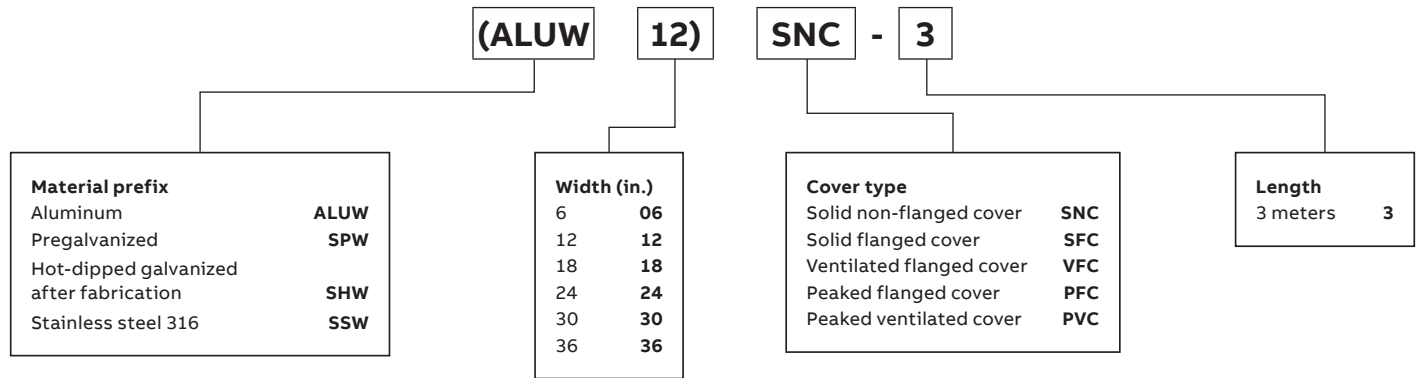 (ALUW 12) SNC - 3
Material prefix
Aluminum ALUW
Pregalvanized SPW
Hot-dipped galvanized
after fabrication SHW
Stainless steel 316 SSW
Width (in.)
6 06
12 12
18 18
24 24
30 30
36 36
Cover type
Solid non-flanged cover SNC
Solid flanged cover SFC
Ventilated flanged cover VFC
Peaked flanged cover PFC
Peaked ventilated cover PVC
Length
3 meters 3